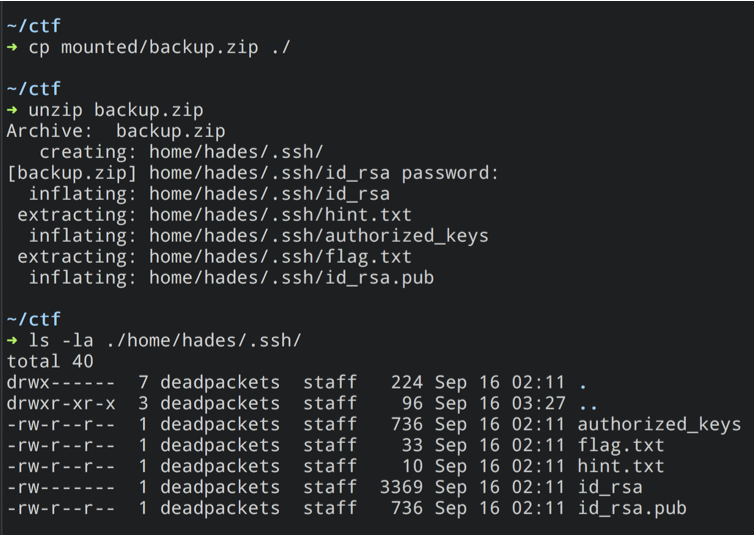 ~/ctf
→ cp mounted/backup.zip ./
~/ctf
→ unzip backup.zip
Archive:  backup.zip
   creating: home/hades/.ssh/
[backup.zip] home/hades/.ssh/id_rsa password:
  inflating: home/hades/.ssh/id_rsa
 extracting: home/hades/.ssh/hint.txt
  inflating: home/hades/.ssh/authorized_keys
 extracting: home/hades/.ssh/flag.txt
  inflating: home/hades/.ssh/id_rsa.pub
~/ctf
→ ls -la ./home/hades/.ssh/
total 40
drwx------  7 deadpackets  staff   224 Sep 16 02:11 .
drwxr-xr-x  3 deadpackets  staff    96 Sep 16 03:27 ..
-rw-r--r--  1 deadpackets  staff   736 Sep 16 02:11 authorized_keys
-rw-r--r--  1 deadpackets  staff    33 Sep 16 02:11 flag.txt
-rw-r--r--  1 deadpackets  staff    10 Sep 16 02:11 hint.txt
-rw-------  1 deadpackets  staff  3369 Sep 16 02:11 id_rsa
-rw-r--r--  1 deadpackets  staff   736 Sep 16 02:11 id_rsa.pub